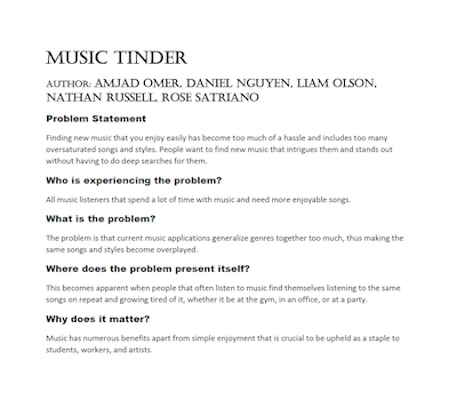 MUSIC TINDER
AUTHOR: AMJAD OMER, DANIEL NGUYEN, LIAM OLSON,
NATHAN RUSSELL, ROSE SATRIANO
Problem Statement
Finding new music that you enjoy easily has become too much of a hassle and includes too many
oversaturated songs and styles. People want to find new music that intrigues them and stands out
without having to do deep searches for them.
Who is experiencing the problem?
All music listeners that spend a lot of time with music and need more enjoyable songs.
What is the problem?
The problem is that current music applications generalize genres together too much, thus making the
same songs and styles become overplayed.
Where does the problem present itself?
This becomes apparent when people that often listen to music find themselves listening to the same
songs on repeat and growing tired of it, whether it be at the gym, in an office, or at a party.
Why does it matter?
Music has numerous benefits apart from simple enjoyment that is crucial to be upheld as a staple to
students, workers, and artists.